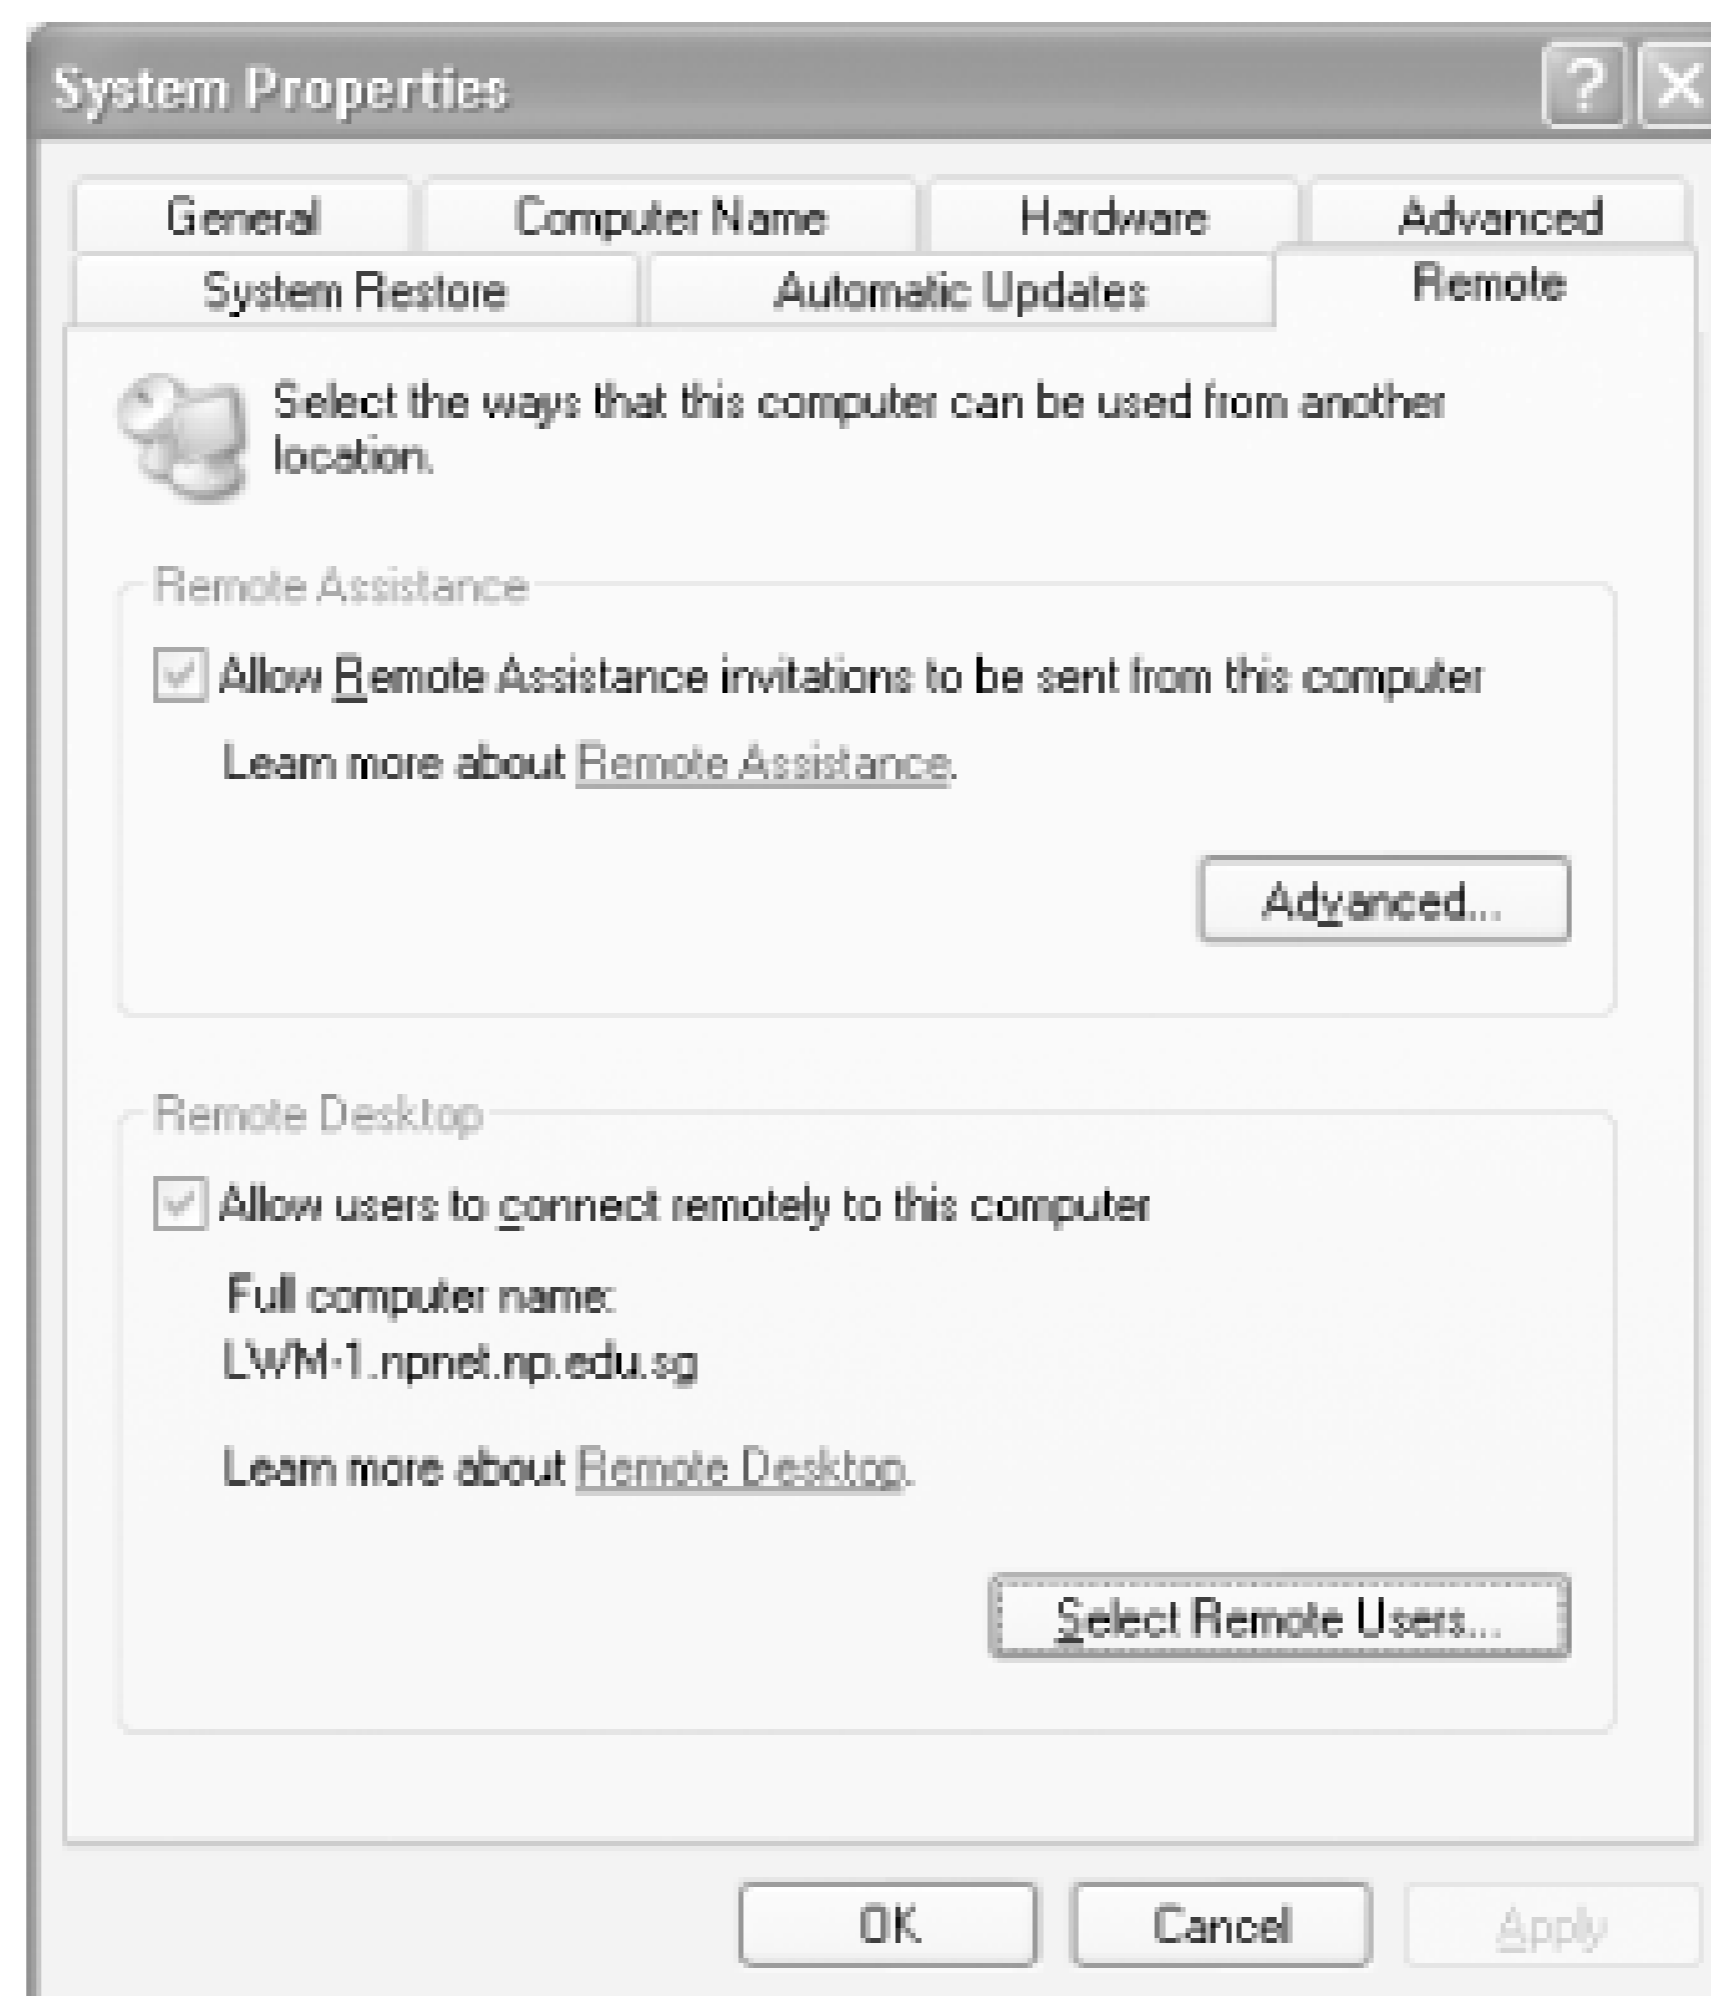 System Properties
General Computer Name Hardware Advanced
System Restore Automatic Updates Remote
Select the ways that this computer can be used from another
location.
Remote Assistance
Allow Remote Assistance invitations to be sent from this computer
Learn more about Remote Assistance.
Advanced...
Remote Desktop
Allow users to connect remotely to this computer
Full computer name:
LWM-1.npnet.np.edu.sg
Learn more about Remote Desktop.
Select Remote Users...
OK Cancel Apply